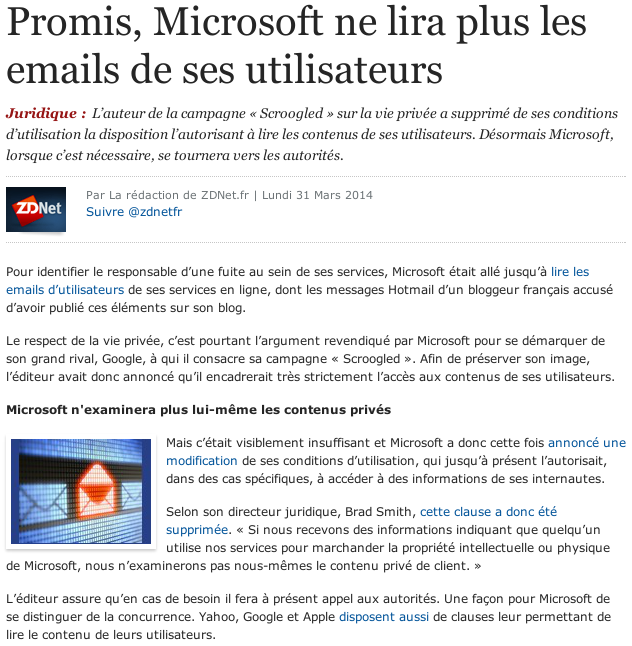 Promis, Microsoft ne lira plus les
emails de ses utilisateurs
Juridique : L’auteur de la campagne « Scroogled » sur la vie privée a supprimé de ses conditions
d’utilisation la disposition l’autorisant à lire les contenus de ses utilisateurs. Désormais Microsoft,
lorsque c’est nécessaire, se tournera vers les autorités.
ZDNet
Par La rédaction de ZDNet.fr | Lundi 31 Mars 2014
Suivre @zdnetfr
Pour identifier le responsable d’une fuite au sein de ses services, Microsoft était allé jusqu’à lire les
emails d’utilisateurs de ses services en ligne, dont les messages Hotmail d’un bloggeur français accusé
d’avoir publié ces éléments sur son blog.
Le respect de la vie privée, c’est pourtant l’argument revendiqué par Microsoft pour se démarquer de
son grand rival, Google, à qui il consacre sa campagne « Scroogled ». Afin de préserver son image,
l’éditeur avait donc annoncé qu’il encadrerait très strictement l’accès aux contenus de ses utilisateurs.
Microsoft n'examinera plus lui-même les contenus privés
Mais c’était visiblement insuffisant et Microsoft a donc cette fois annoncé une
modification de ses conditions d’utilisation, qui jusqu’à présent l’autorisait,
dans des cas spécifiques, à accéder à des informations de ses internautes.
Selon son directeur juridique, Brad Smith, cette clause a donc été
supprimée. « Si nous recevons des informations indiquant que quelqu’un
utilise nos services pour marchander la propriété intellectuelle ou physique
de Microsoft, nous n’examinerons pas nous-mêmes le contenu privé de client. »
L’éditeur assure qu’en cas de besoin il fera à présent appel aux autorités. Une façon pour Microsoft de
se distinguer de la concurrence. Yahoo, Google et Apple disposent aussi de clauses leur permettant de
lire le contenu de leurs utilisateurs.